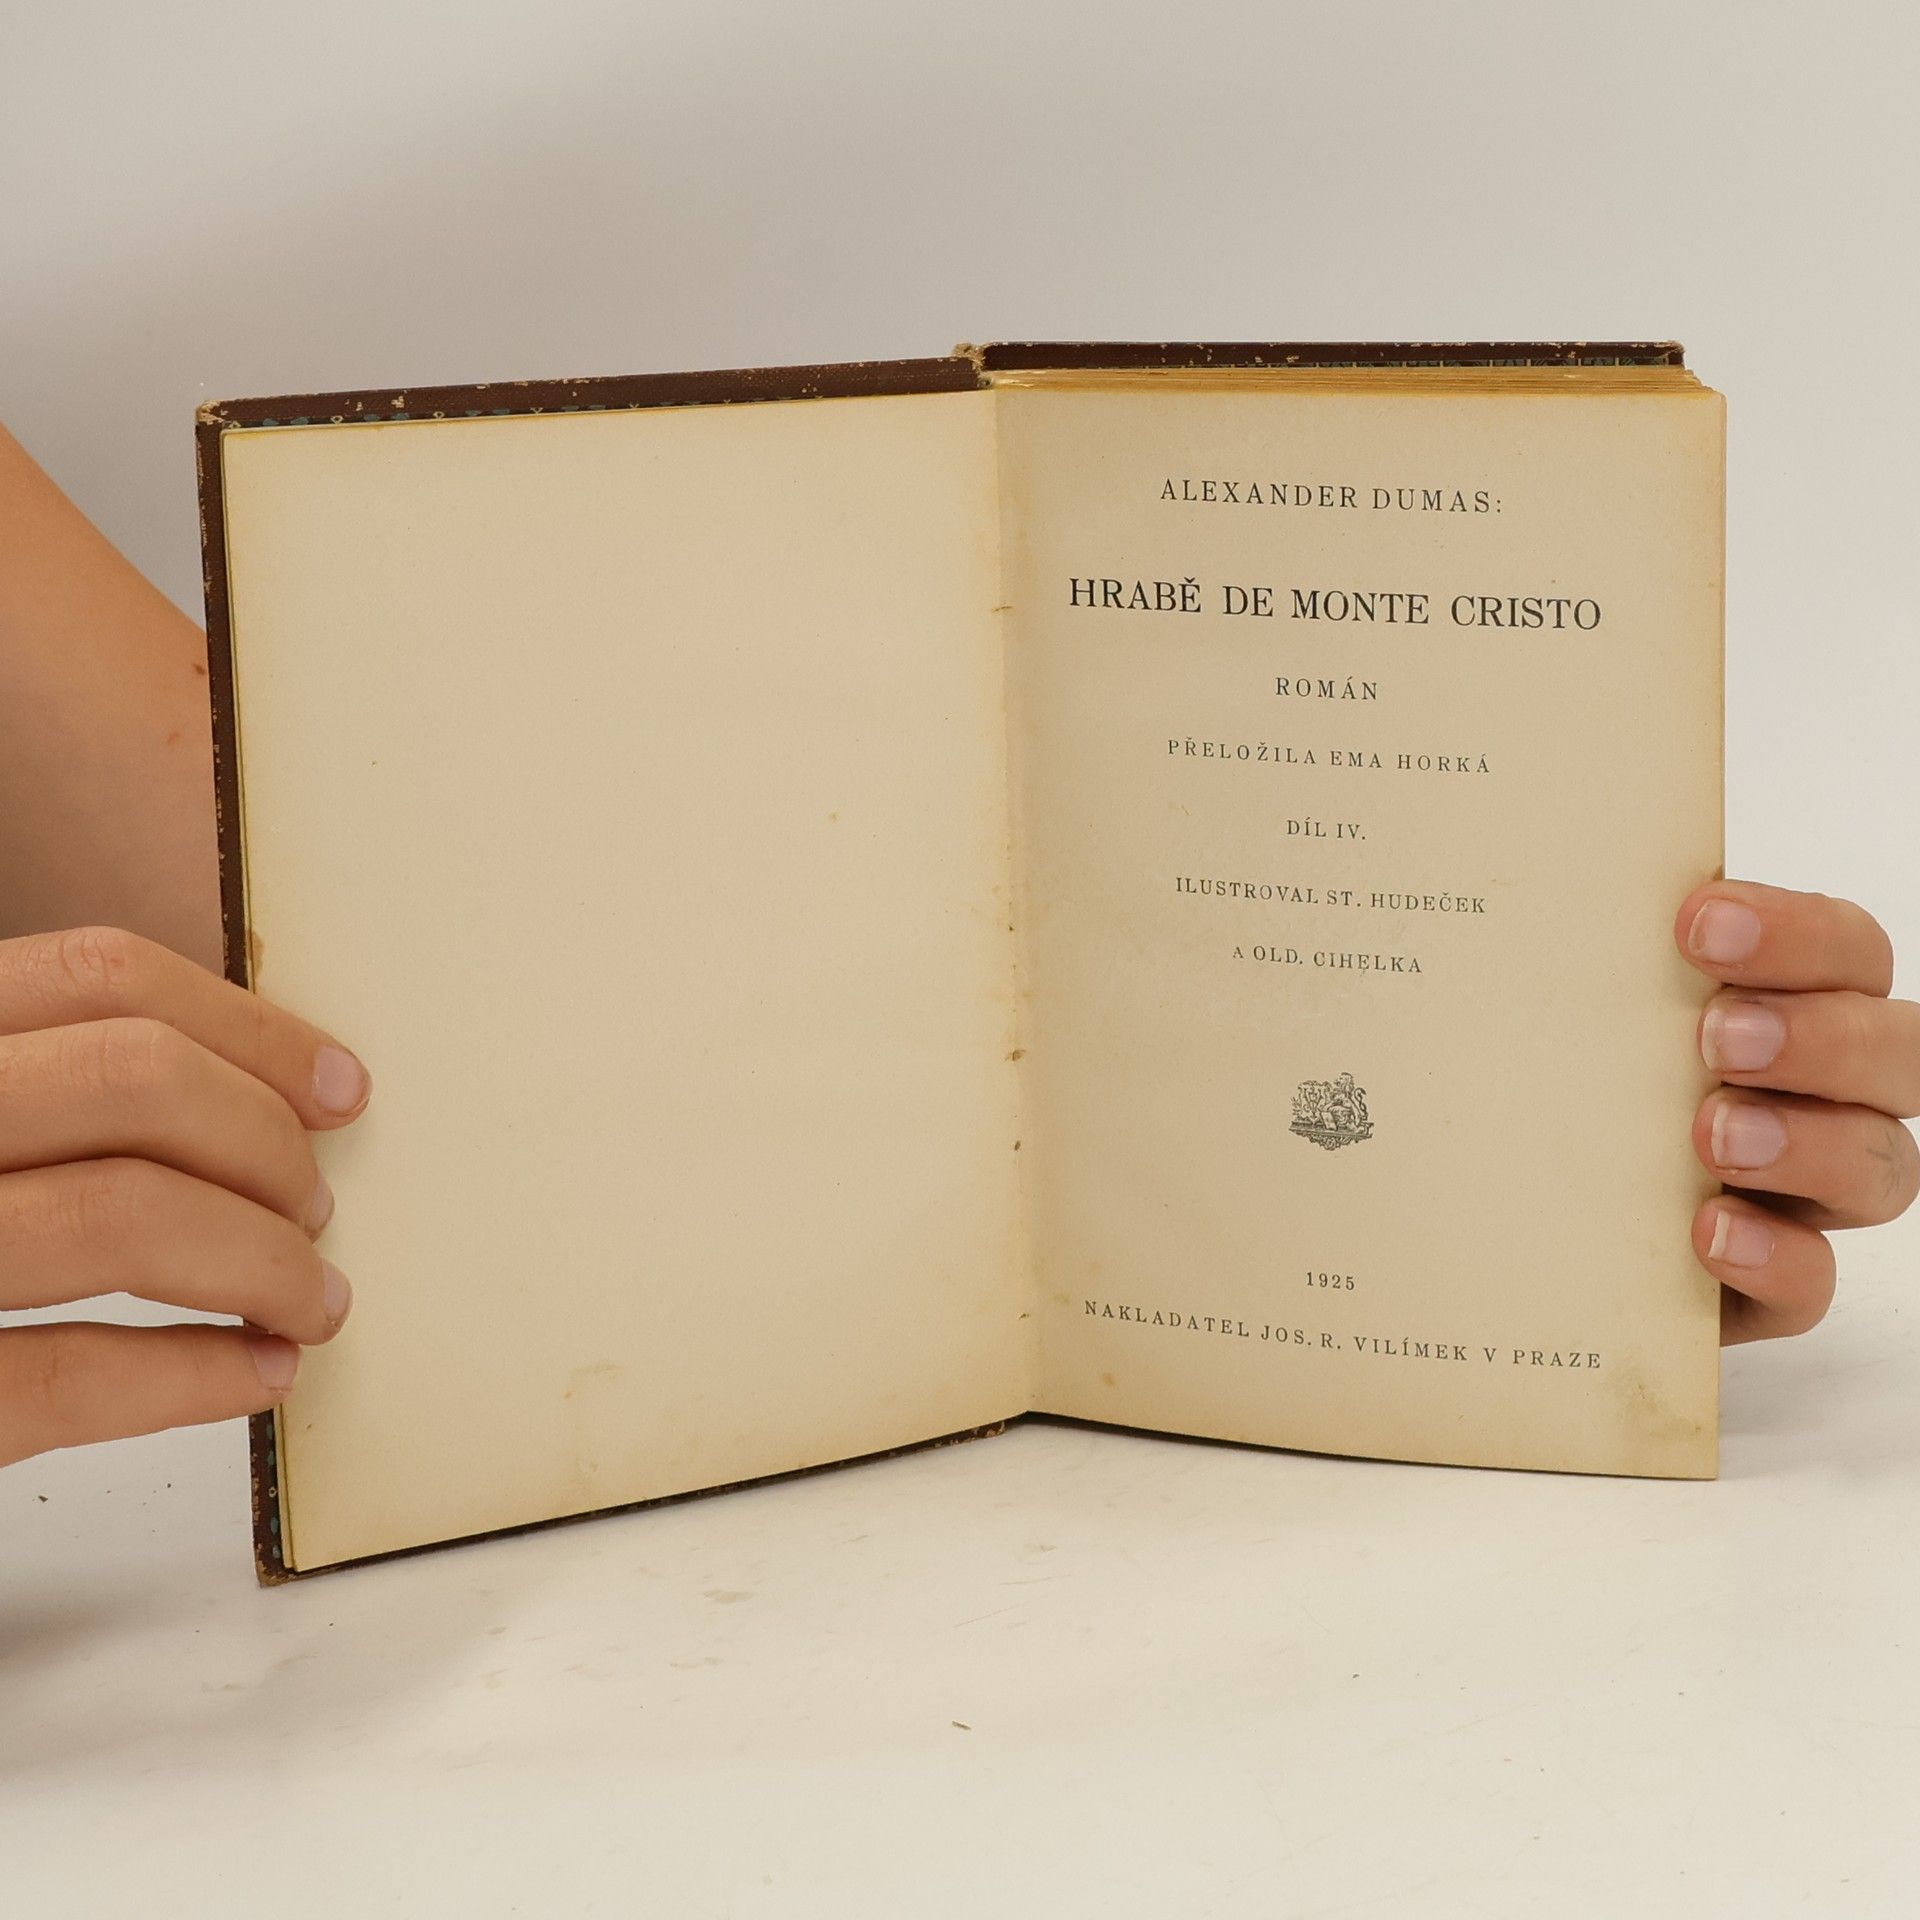 ALEXANDER DUMAS:
HRABĚ DE MONTE CRISTO
ROMÁN
PŘELOŽILA EMA HORKÁ
DÍL IV.
ILUSTROVAL ST. HUDEČEK
A OLD. CIHELKA
1925
NAKLADATEL JOS. R. VILÍMEK V PRAZE